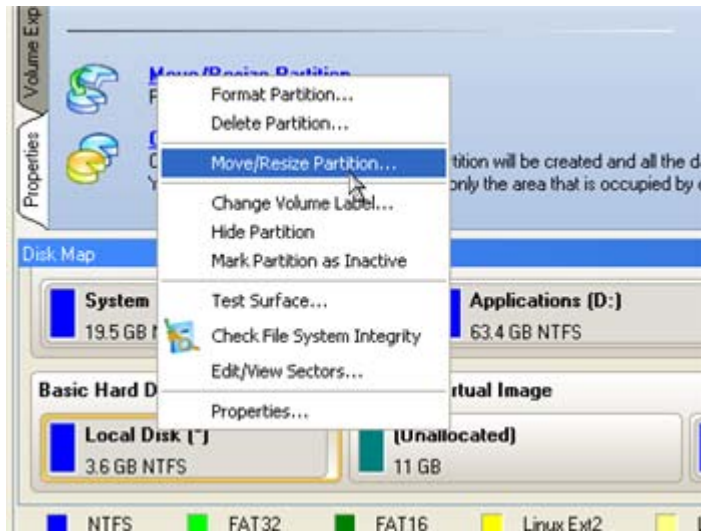 Volume Exp
Properties
Move/Resize Partition
Format Partition...
Delete Partition...
Move/Resize Partition...
tition will be created and all the d
only the area that is occupied by
Change Volume Label...
Hide Partition
Mark Partition as Inactive
Disk Map
Test Surface...
Check File System Integrity
Edit/View Sectors...
Properties...
System
19.5 GB
Applications (D:)
63.4 GB NTFS
Basic Hard D
rtual Image
Local Disk (*)
3.6 GB NTFS
(Unallocated)
11 GB
NTFS FAT32 FAT16 Linux Ext2